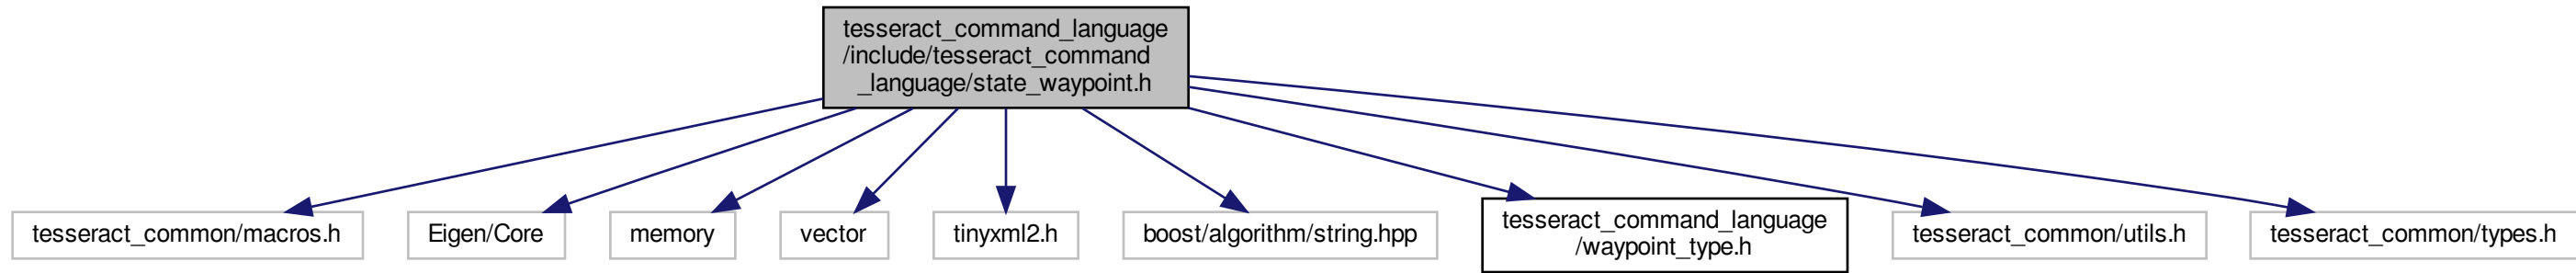 tesseract_command_language
/include/tesseract_command
_language/state_waypoint.h
tesseract_common/macros.h
Eigen/Core
memory
vector
tinyxml2.h
boost/algorithm/string.hpp
tesseract_command_language
/waypoint_type.h
tesseract_common/utils.h
tesseract_common/types.h